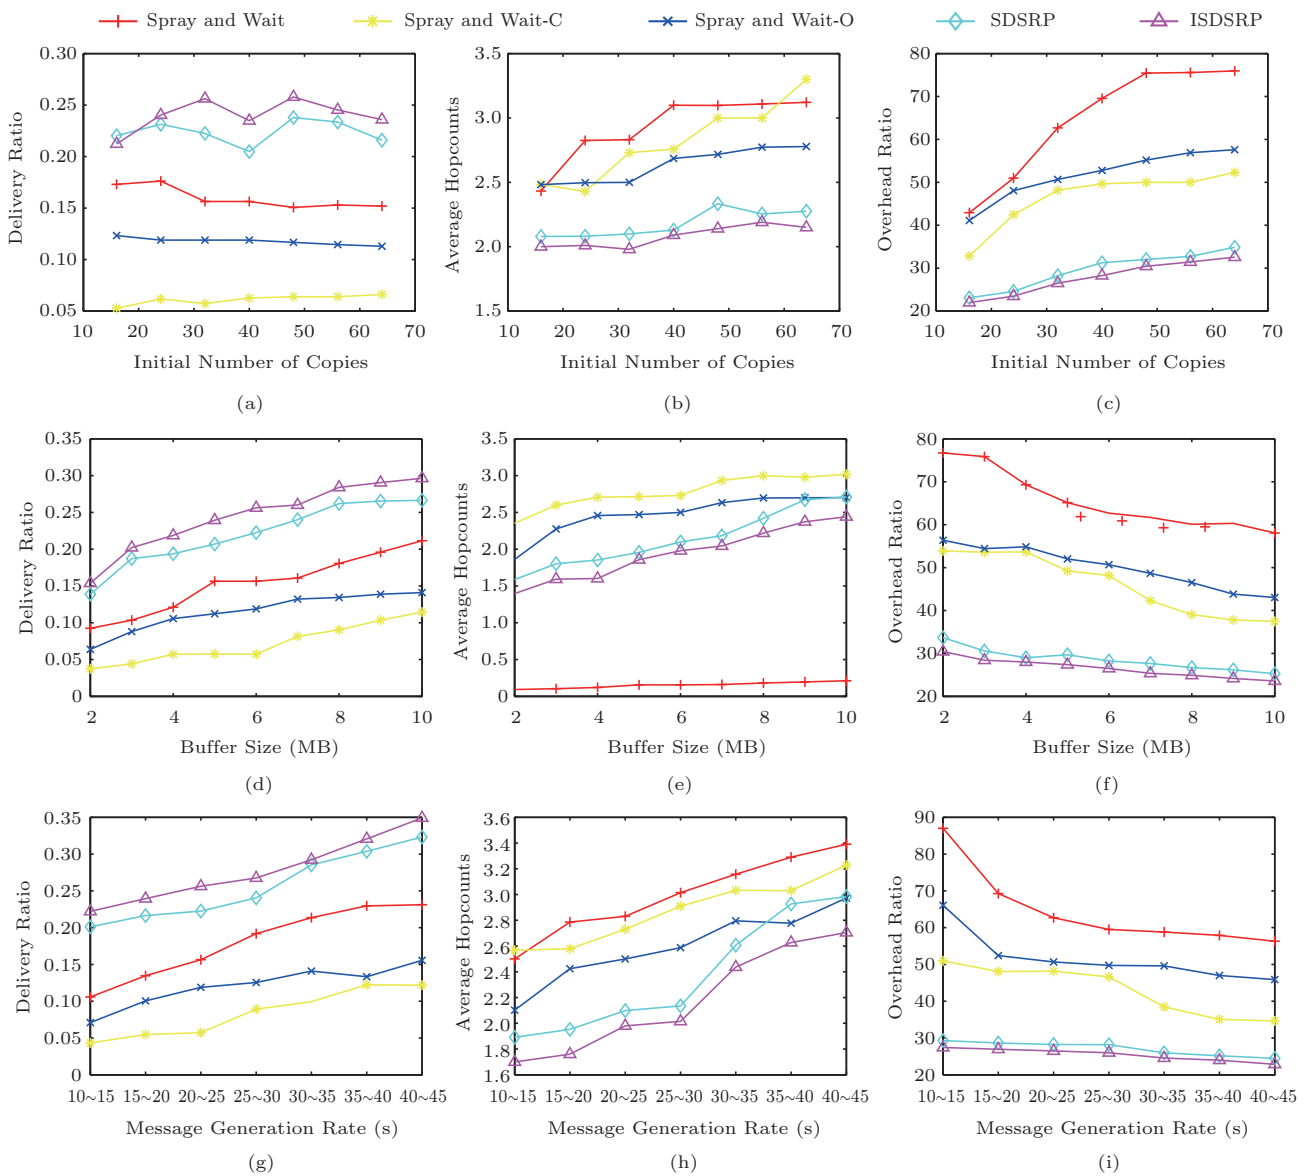 Spray and Wait
Spray and Wait-C
Spray and Wait-O
SDSRP
ISDSRP
Delivery Ratio
0.30
0.25
0.20
0.15
0.10
0.05
10 20 30 40 50 60 70
Initial Number of Copies
(a)
Average Hopcounts
3.5
3.0
2.5
2.0
1.5
10 20 30 40 50 60 70
Initial Number of Copies
(b)
Overhead Ratio
80
70
60
50
40
30
20
10 20 30 40 50 60 70
Initial Number of Copies
(c)
Delivery Ratio
0.35
0.30
0.25
0.20
0.15
0.10
0.05
0
2 4 6 8 10
Buffer Size (MB)
(d)
Average Hopcounts
3.5
3.0
2.5
2.0
1.5
1.0
0.5
0
2 4 6 8 10
Buffer Size (MB)
(e)
Overhead Ratio
80
70
60
50
40
30
20
2 4 6 8 10
Buffer Size (MB)
(f)
Delivery Ratio
0.35
0.30
0.25
0.20
0.15
0.10
0.05
0
10~15 15~20 20~25 25~30 30~35 35~40 40~45
Message Generation Rate (s)
(g)
Average Hopcounts
3.6
3.4
3.2
3.0
2.8
2.6
2.4
2.2
2.0
1.8
1.6
10~15 15~20 20~25 25~30 30~35 35~40 40~45
Message Generation Rate (s)
(h)
Overhead Ratio
90
80
70
60
50
40
30
20
10~15 15~20 20~25 25~30 30~35 35~40 40~45
Message Generation Rate (s)
(i)